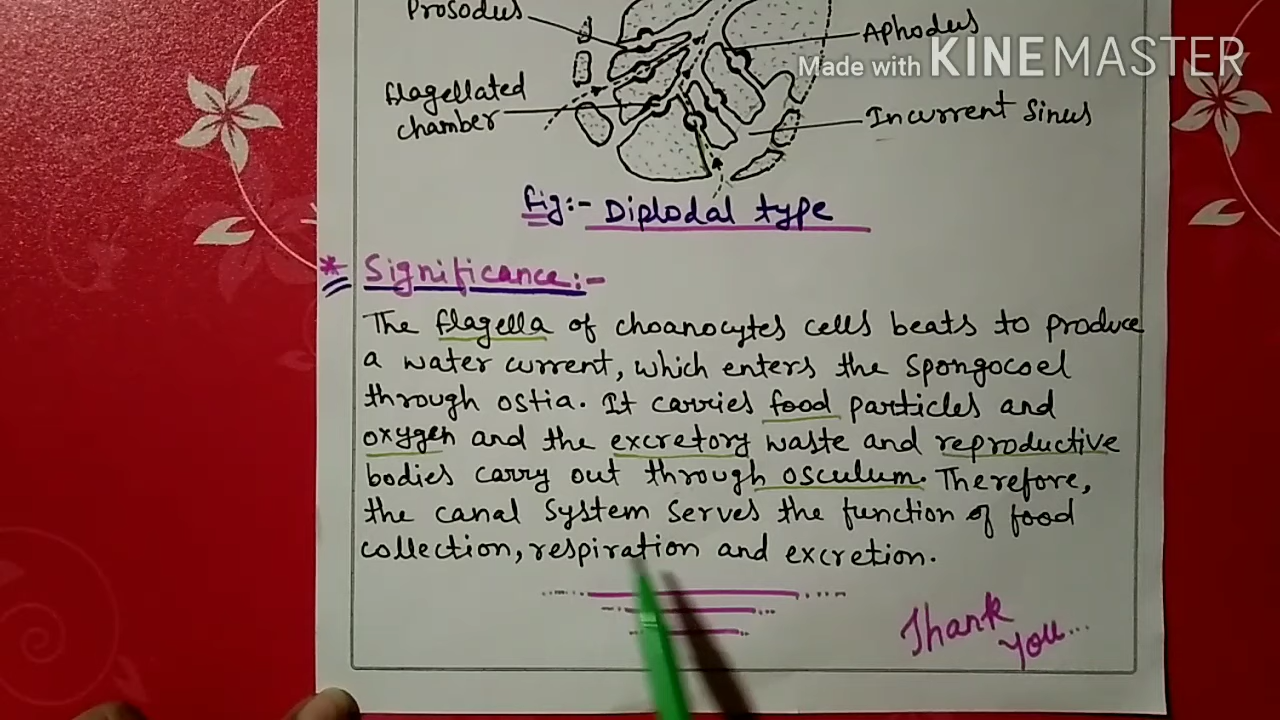 Prosodus
Aphodus
Made with KINEMASTER
flagellated
chamber
Incurrent Sinus
fig:- Diplodal type
* Significance:-
The flagella of choanocytes cells beats to produce
a water current, which enters the spongocoel
through ostia. It carries food particles and
oxygen and the excretory waste and reproductive
bodies carry out through osculum. Therefore,
the canal system serves the function of food
collection, respiration and excretion.
Thank
You...